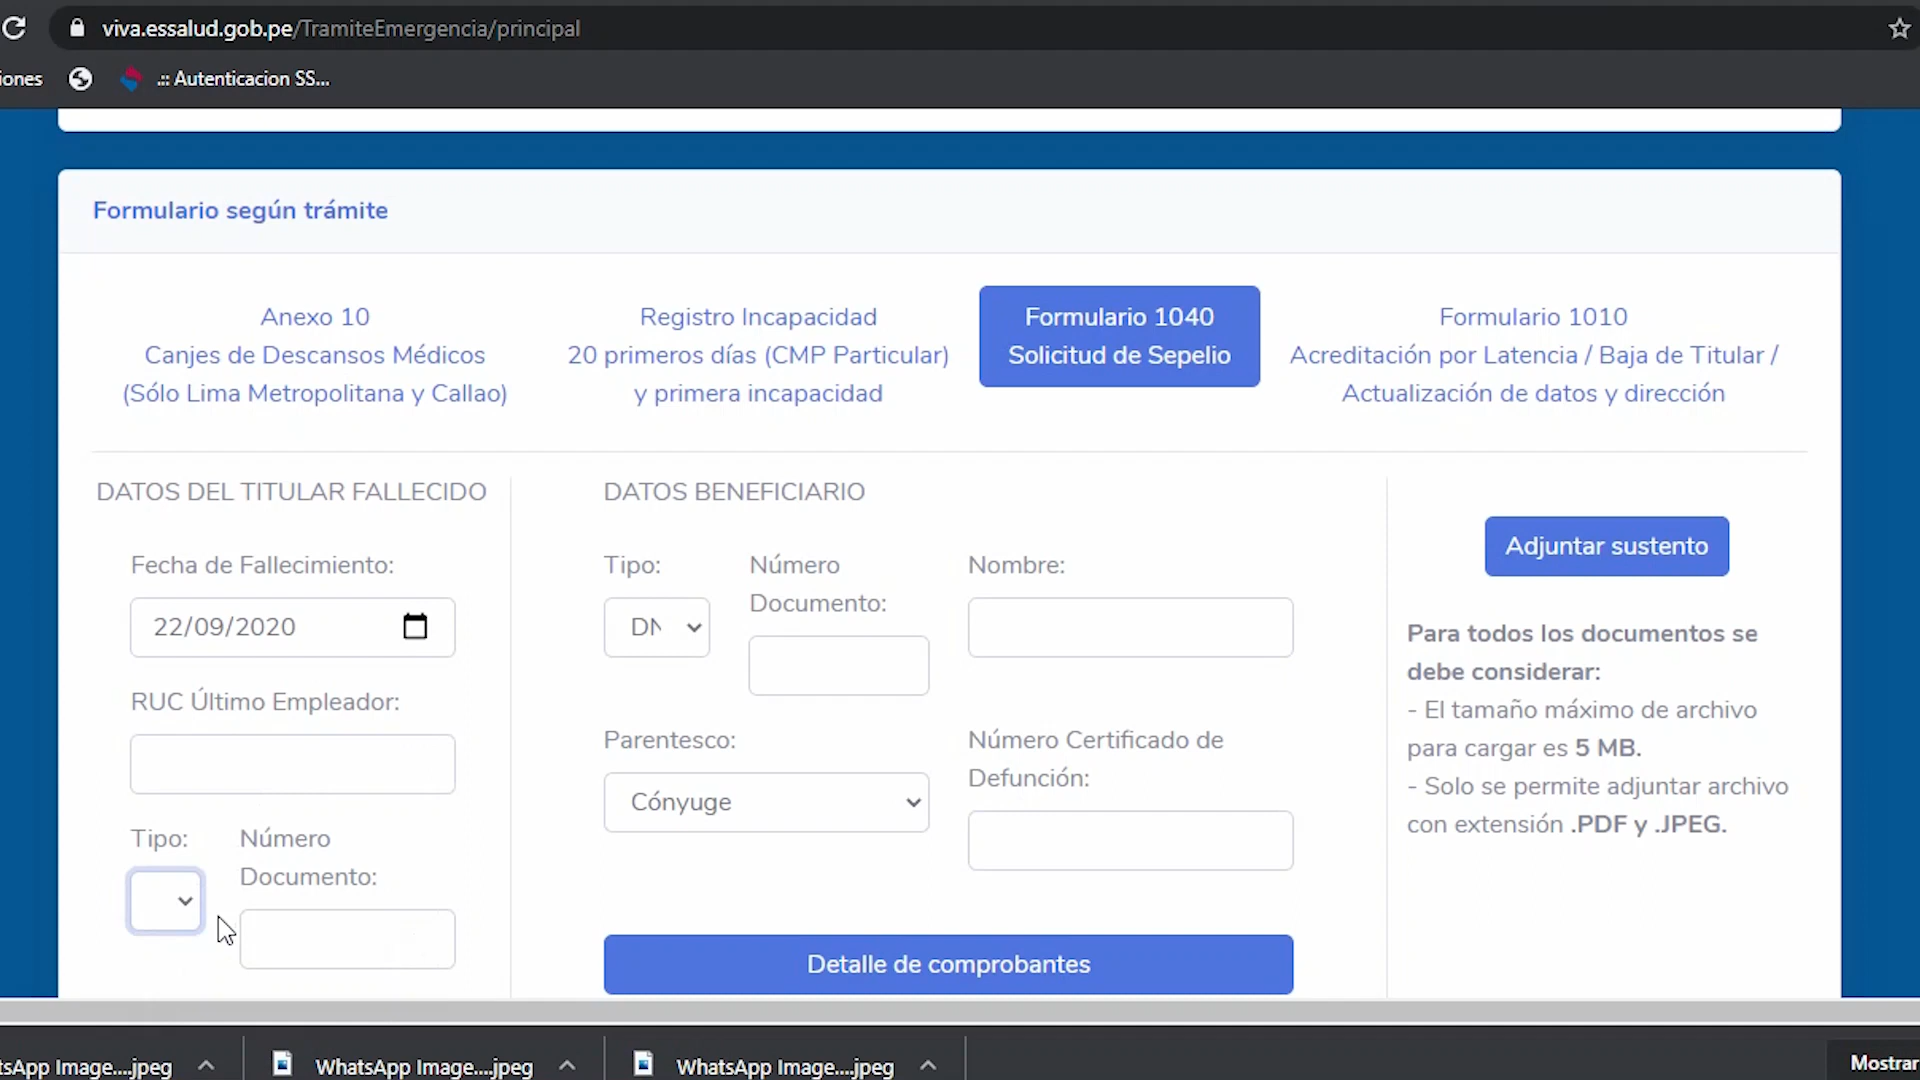 viva.essalud.gob.pe/TramiteEmergencia/principal
iones
.:: Autenticacion SS...
Formulario según trámite
Anexo 10
Canjes de Descansos Médicos
(Sólo Lima Metropolitana y Callao)
Registro Incapacidad
20 primeros días (CMP Particular)
y primera incapacidad
Formulario 1040
Solicitud de Sepelio
Formulario 1010
Acreditación por Latencia / Baja de Titular /
Actualización de datos y dirección
DATOS DEL TITULAR FALLECIDO
Fecha de Fallecimiento:
22/09/2020
RUC Último Empleador:
Tipo:
Número
Documento:
DATOS BENEFICIARIO
Tipo:
DN
Número
Documento:
Nombre:
Parentesco:
Cónyuge
Número Certificado de
Defunción:
Detalle de comprobantes
Adjuntar sustento
Para todos los documentos se
debe considerar:
- El tamaño máximo de archivo
para cargar es 5 MB.
- Solo se permite adjuntar archivo
con extensión .PDF y .JPEG.
tsApp Image....jpeg
WhatsApp Image....jpeg
WhatsApp Image....jpeg
Mostrar